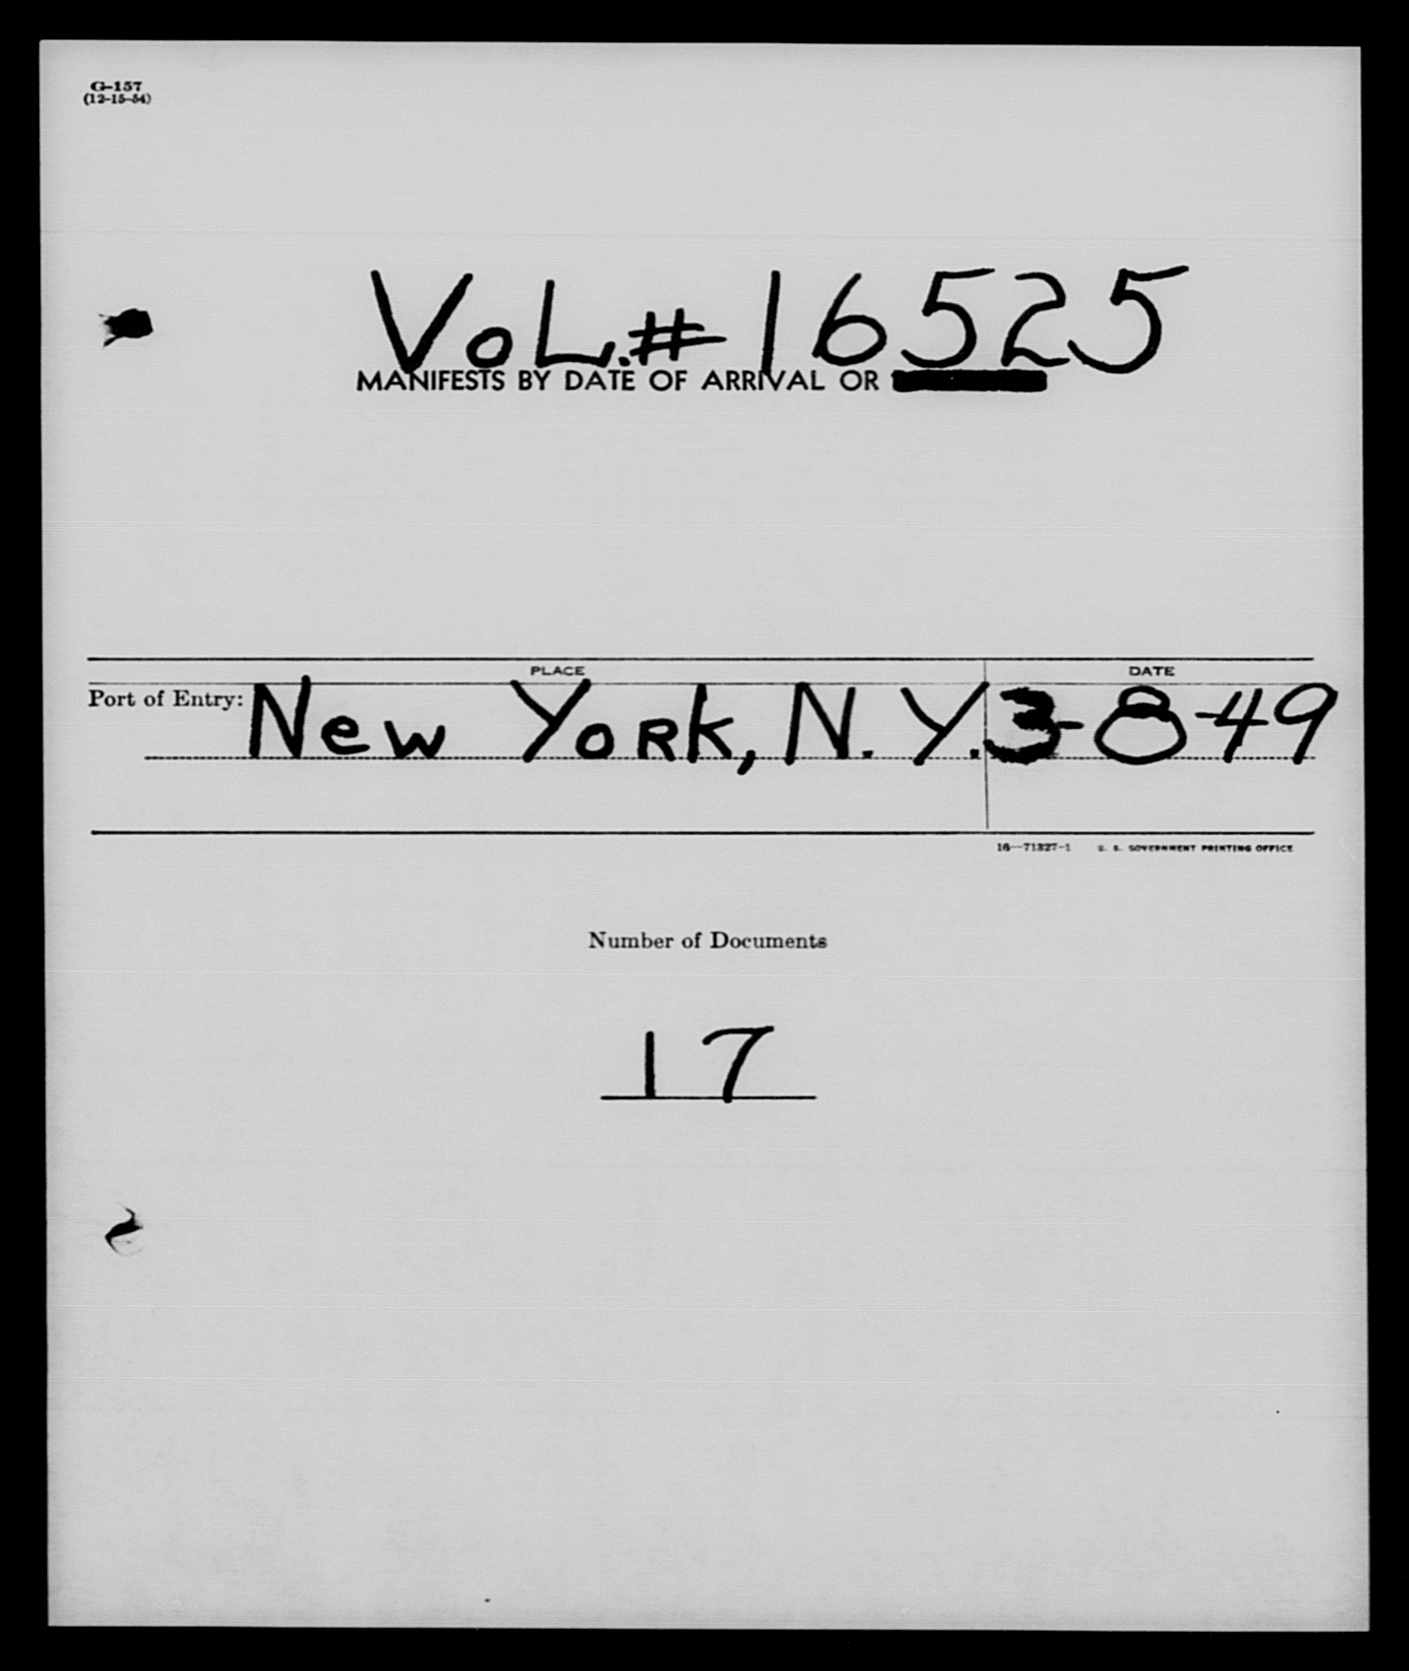 G-157
(12-15-54)
VoL.# 16525
MANIFESTS BY DATE OF ARRIVAL OR
PLACE DATE
Port of Entry: New York, N.Y. 3-8-49
16—71327-1 U. S. GOVERNMENT PRINTING OFFICE
Number of Documents
17